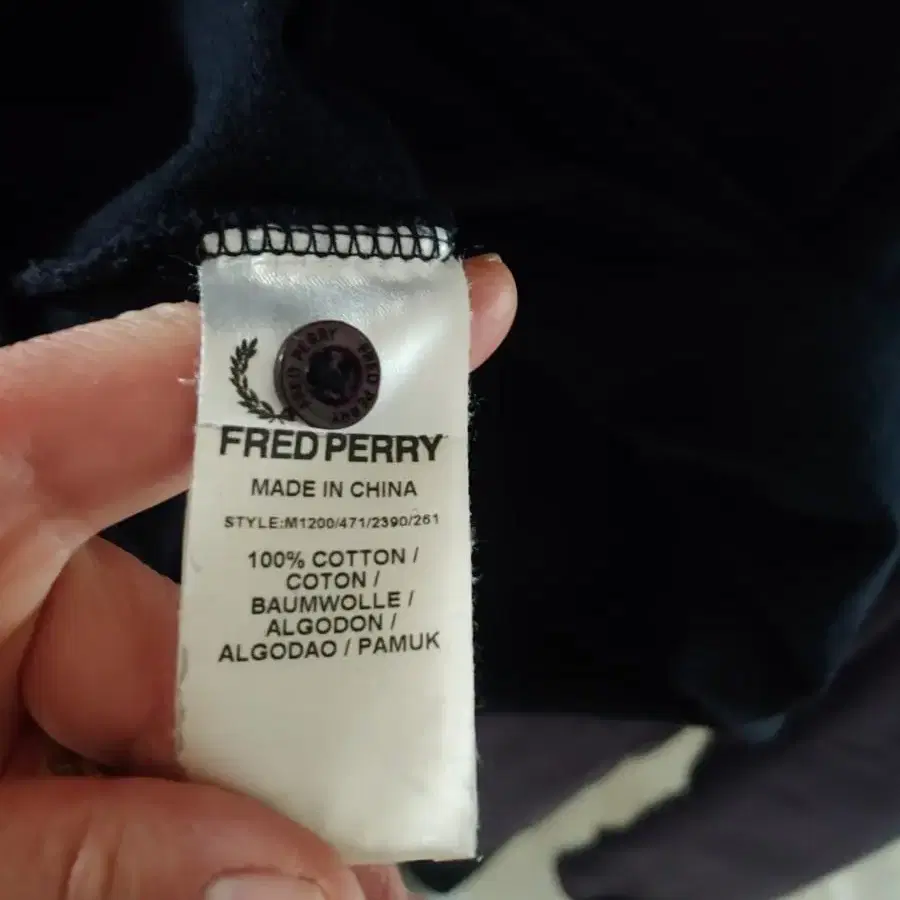 FRED PERRY FRED PERRY
FRED PERRY
MADE IN CHINA
STYLE:M1200/471/2390/261
100% COTTON /
COTON /
BAUMWOLLE /
ALGODON /
ALGODAO / PAMUK